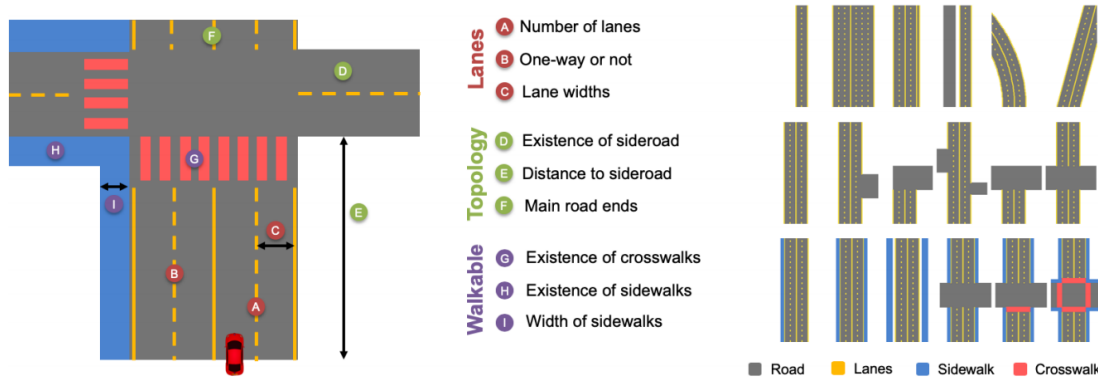 F
D
H
G
I
E
C
B
A
Lanes
A Number of lanes
B One-way or not
C Lane widths
Topology
D Existence of sideroad
E Distance to sideroad
F Main road ends
Walkable
G Existence of crosswalks
H Existence of sidewalks
I Width of sidewalks
Road Lanes Sidewalk Crosswalk